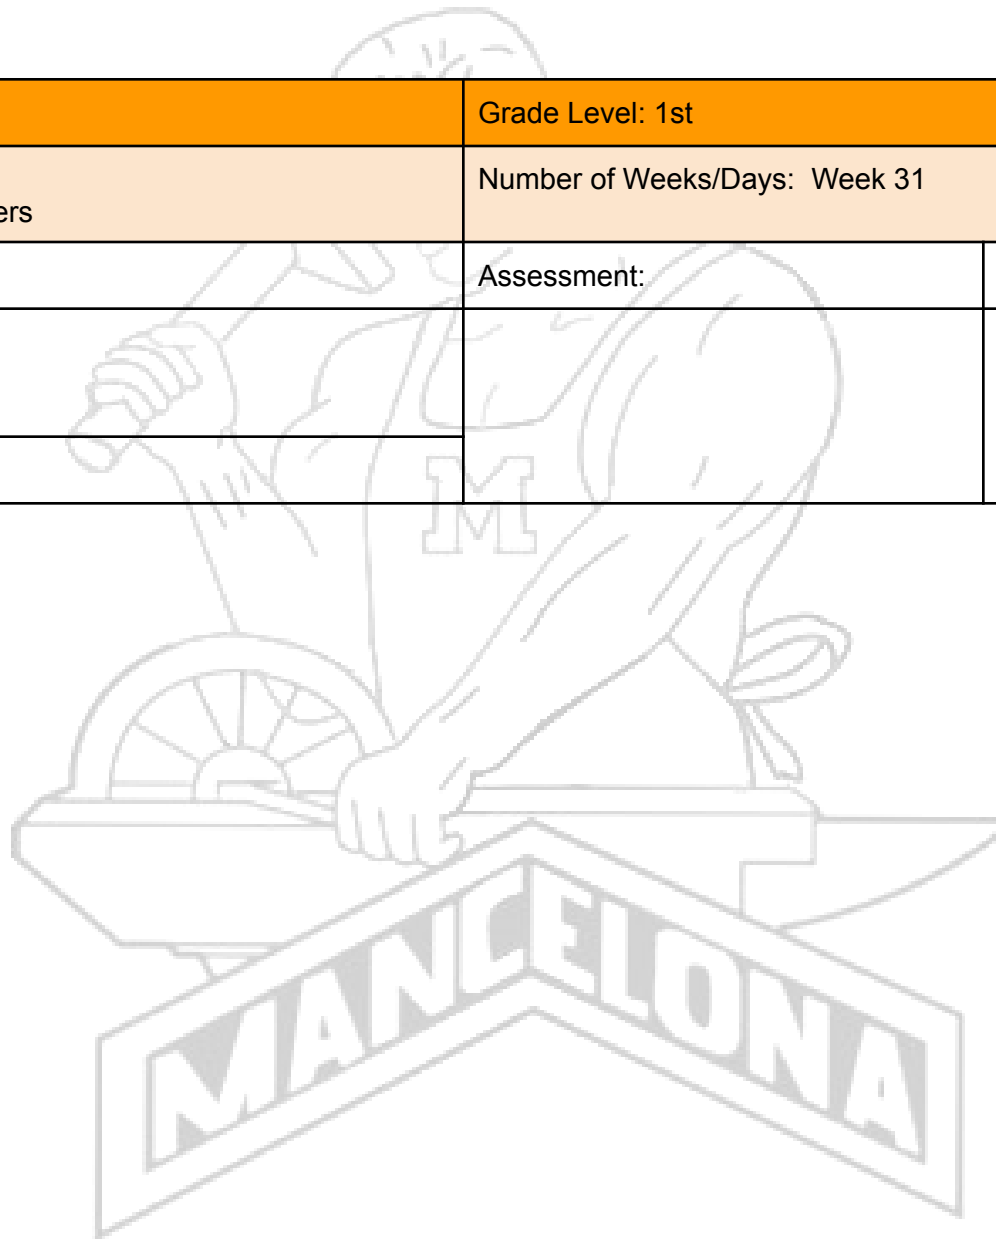 Grade Level: 1st
Number of Weeks/Days: Week 31
ers
Assessment:
M
MANCELONA